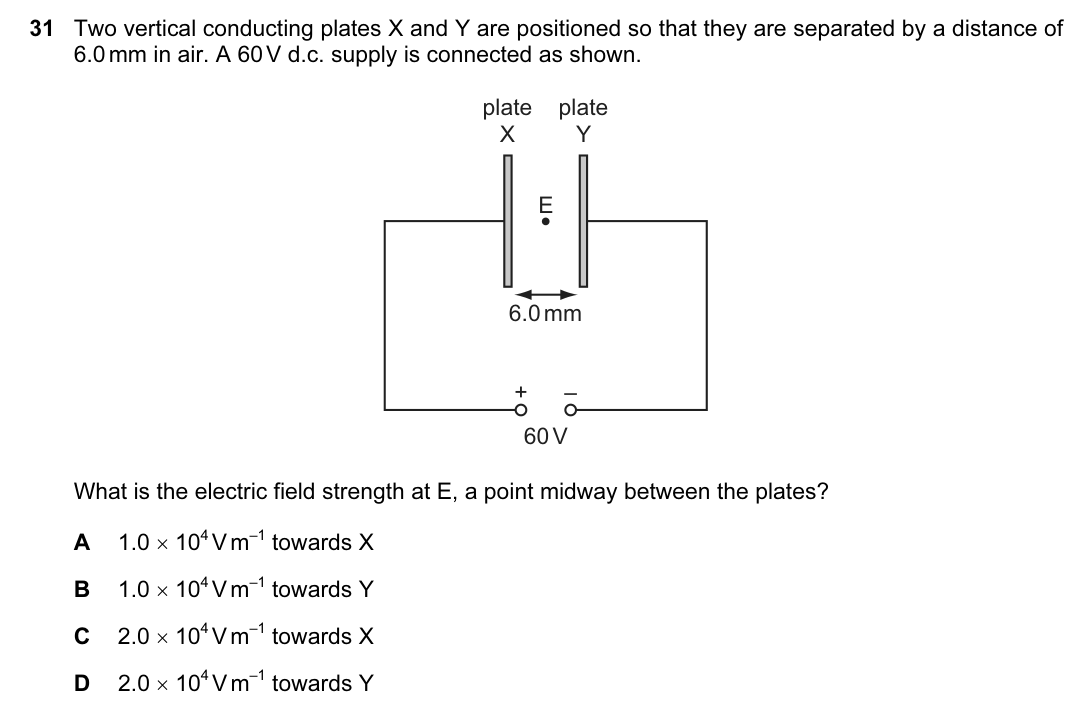 31 Two vertical conducting plates X and Y are positioned so that they are separated by a distance of
6.0 mm in air. A 60 V d.c. supply is connected as shown.
plate plate
X Y
E
6.0 mm
+ –
60 V
What is the electric field strength at E, a point midway between the plates?
A 1.0 × 10⁴ V m⁻¹ towards X
B 1.0 × 10⁴ V m⁻¹ towards Y
C 2.0 × 10⁴ V m⁻¹ towards X
D 2.0 × 10⁴ V m⁻¹ towards Y